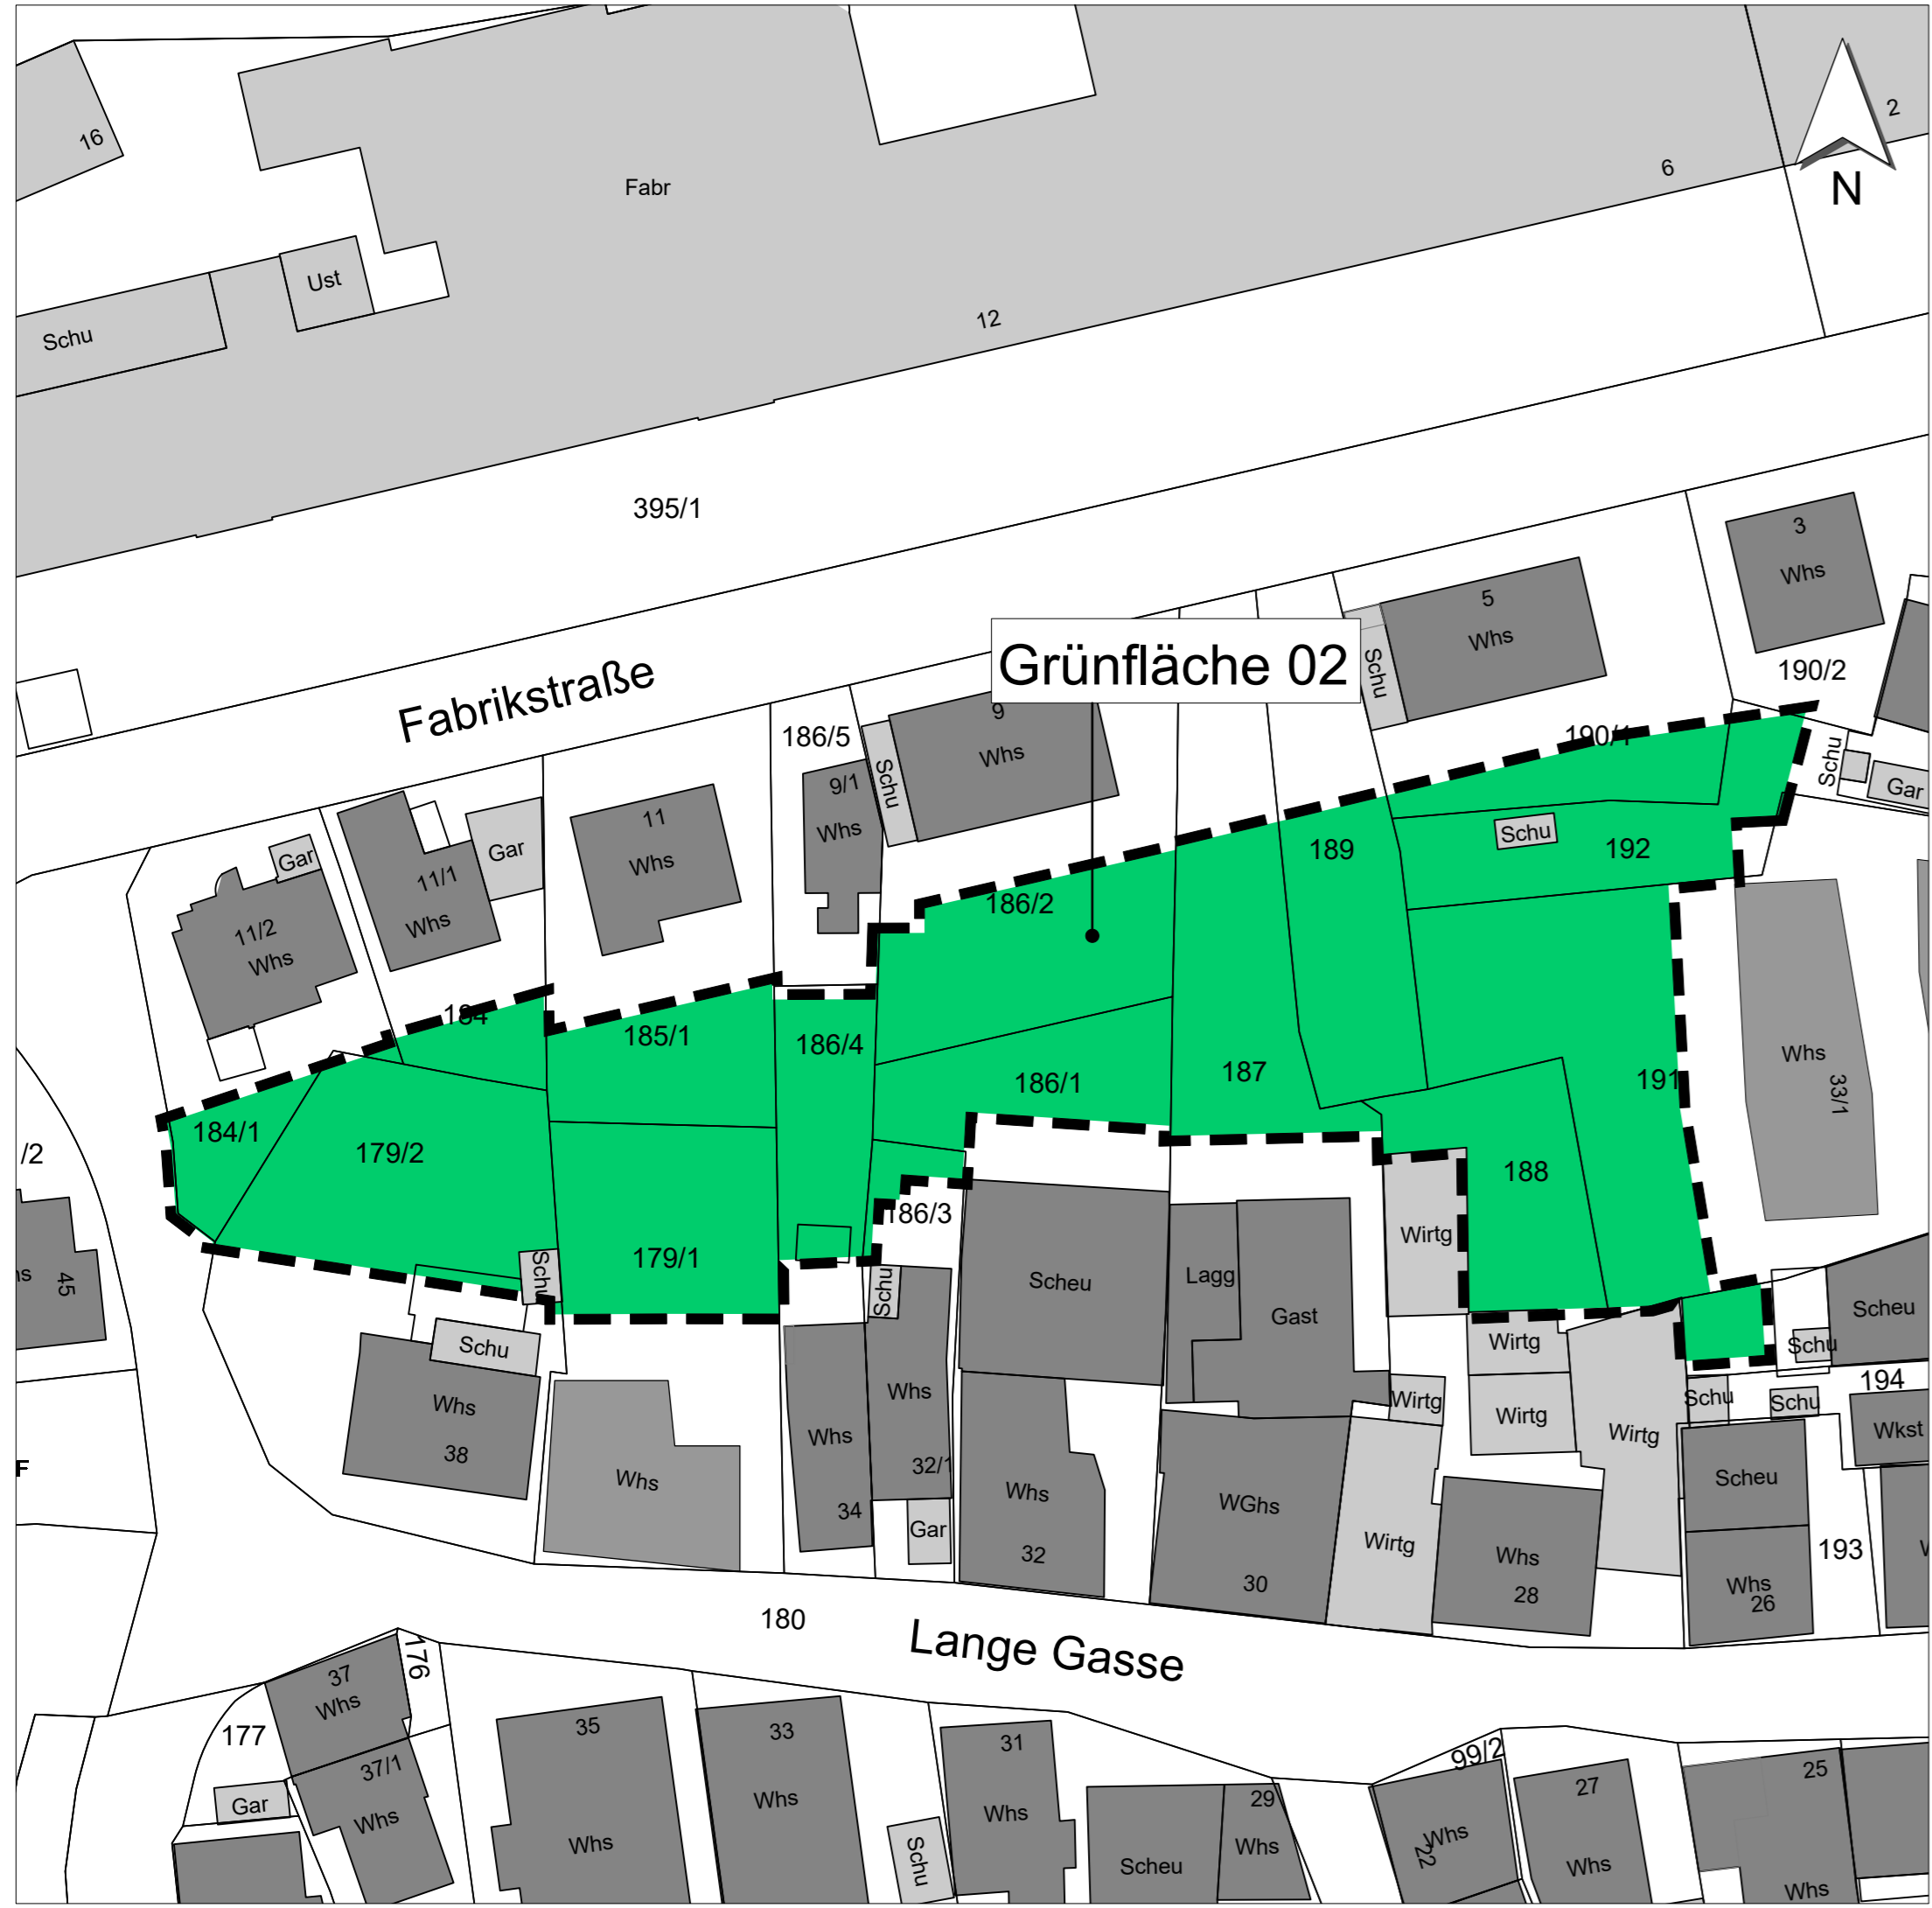 16
2
6
N
Fabr
Ust
Schu
12
395/1
3
Whs
5
Whs
Schu
Grünfläche 02
190/2
Fabrikstraße
9
Whs
186/5
9/1
Whs
Schu
190/1
Schu
Gar
11
Whs
Gar
11/1
Whs
Gar
11/2
Whs
Schu
192
189
186/2
184
185/1
186/4
186/1
187
191
Whs
33/1
184/1
179/2
/2
188
186/3
Wirtg
179/1
Schu
45
Scheu
Lagg
Gast
Schu
Scheu
Schu
Schu
Wirtg
Whs
38
Whs
Whs
34
Whs
32/1
Gar
Whs
32
WGhs
30
Wirtg
Wirtg
Wirtg
Wirtg
Whs
28
Schu
Schu
194
Wkst
Scheu
Whs
26
193
F
180
Lange Gasse
176
37
Whs
177
37/1
Whs
Gar
35
Whs
33
Whs
31
Whs
Schu
Scheu
29
Whs
99/2
Whs
22
27
Whs
25
Whs